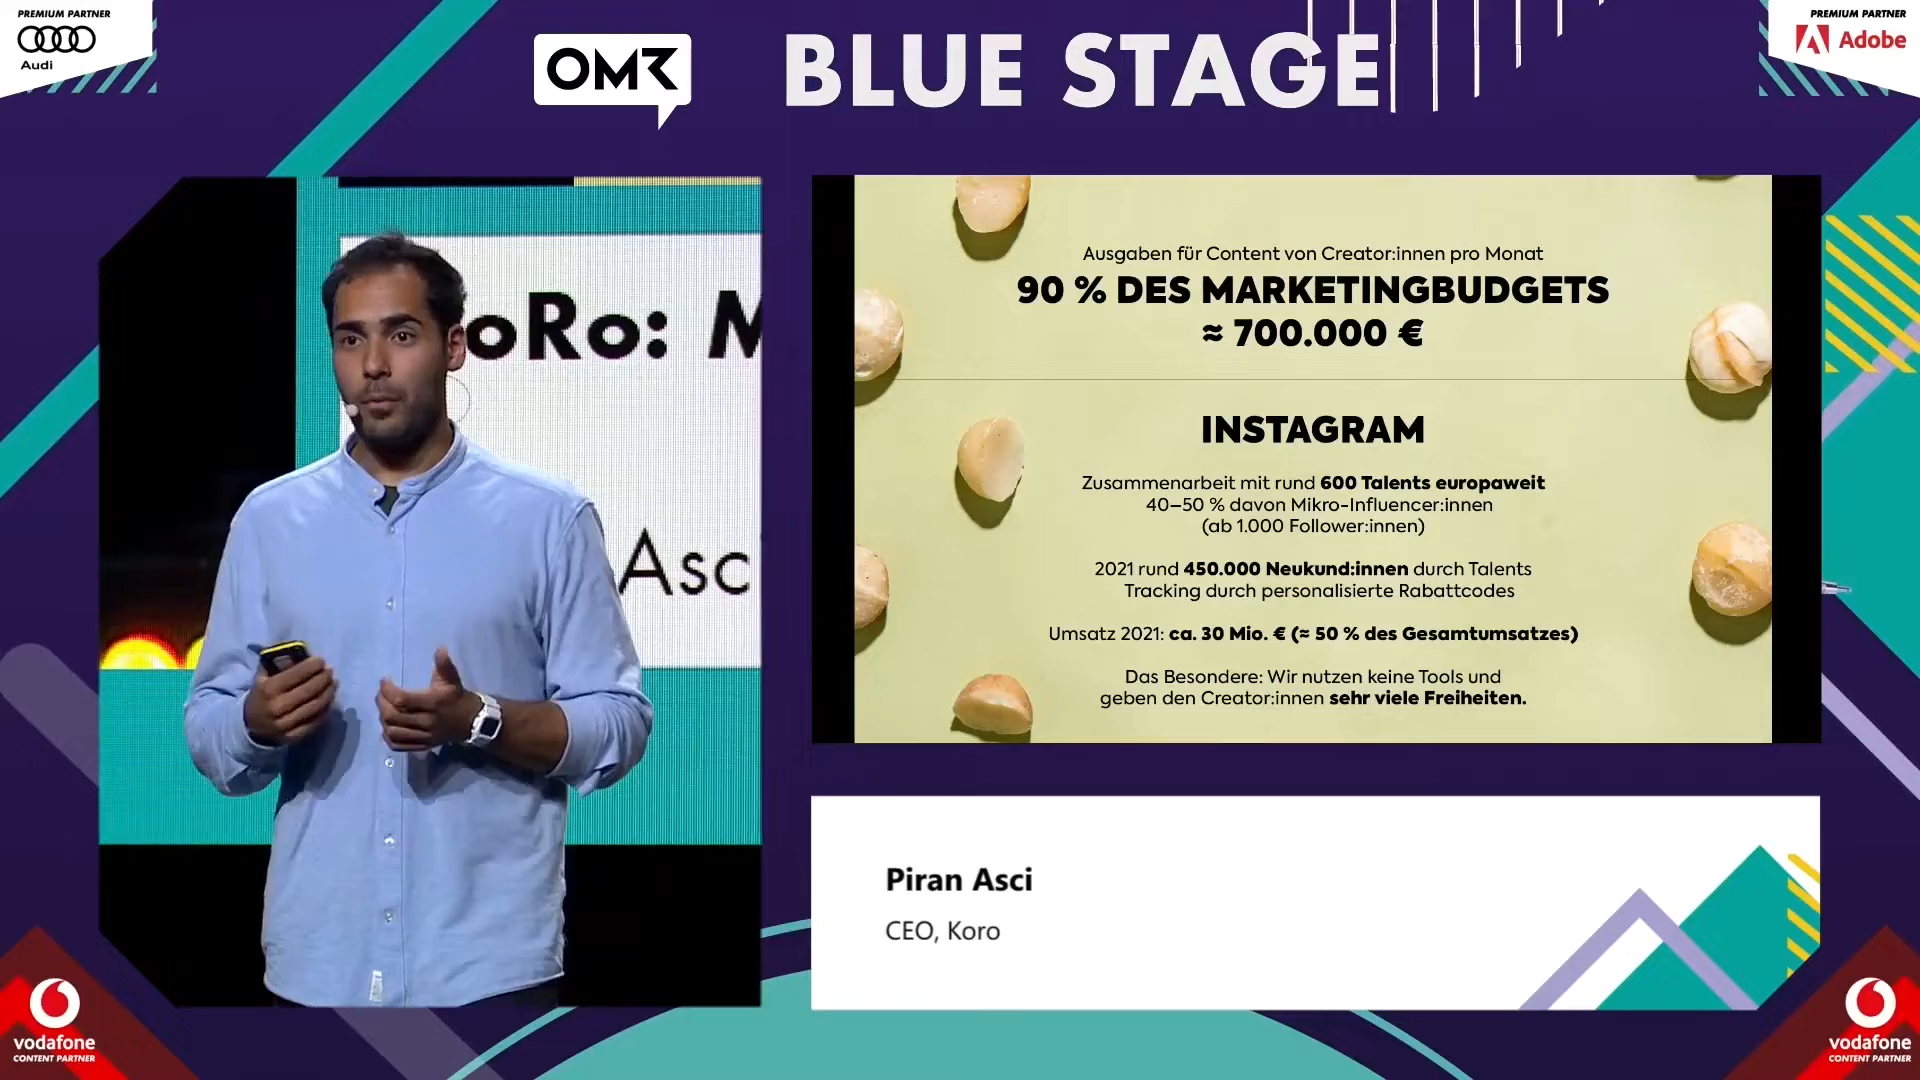 PREMIUM PARTNER
Audi
OMR
BLUE STAGE
PREMIUM PARTNER
Adobe
oRo: M
Asc
Ausgaben für Content von Creator:innen pro Monat
90 % DES MARKETINGBUDGETS
≈ 700.000 €
INSTAGRAM
Zusammenarbeit mit rund 600 Talents europaweit
40–50 % davon Mikro-Influencer:innen
(ab 1.000 Follower:innen)
2021 rund 450.000 Neukund:innen durch Talents
Tracking durch personalisierte Rabattcodes
Umsatz 2021: ca. 30 Mio. € (≈ 50 % des Gesamtumsatzes)
Das Besondere: Wir nutzen keine Tools und
geben den Creator:innen sehr viele Freiheiten.
Piran Asci
CEO, Koro
vodafone
CONTENT PARTNER
vodafone
CONTENT PARTNER